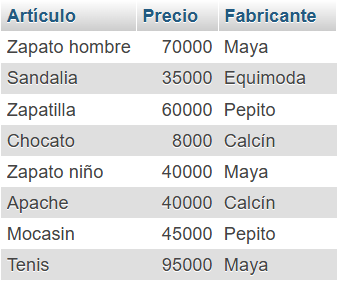 Artículo Precio Fabricante
Zapato hombre 70000 Maya
Sandalia 35000 Equimoda
Zapatilla 60000 Pepito
Chocato 8000 Calcín
Zapato niño 40000 Maya
Apache 40000 Calcín
Mocasin 45000 Pepito
Tenis 95000 Maya